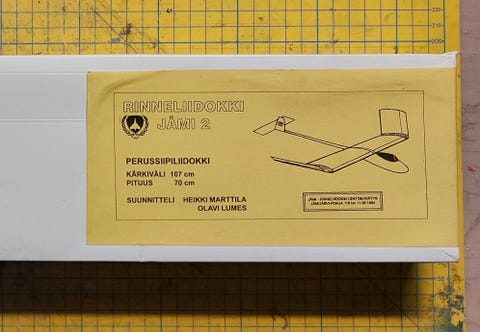 RINNELIIDOKKI
JÄMI 2
PERUSSIIPILIIDOKKI
KÄRKIVÄLI 107 cm
PITUUS 70 cm
SUUNNITTELI HEIKKI MARTTILA
OLAVI LUMES